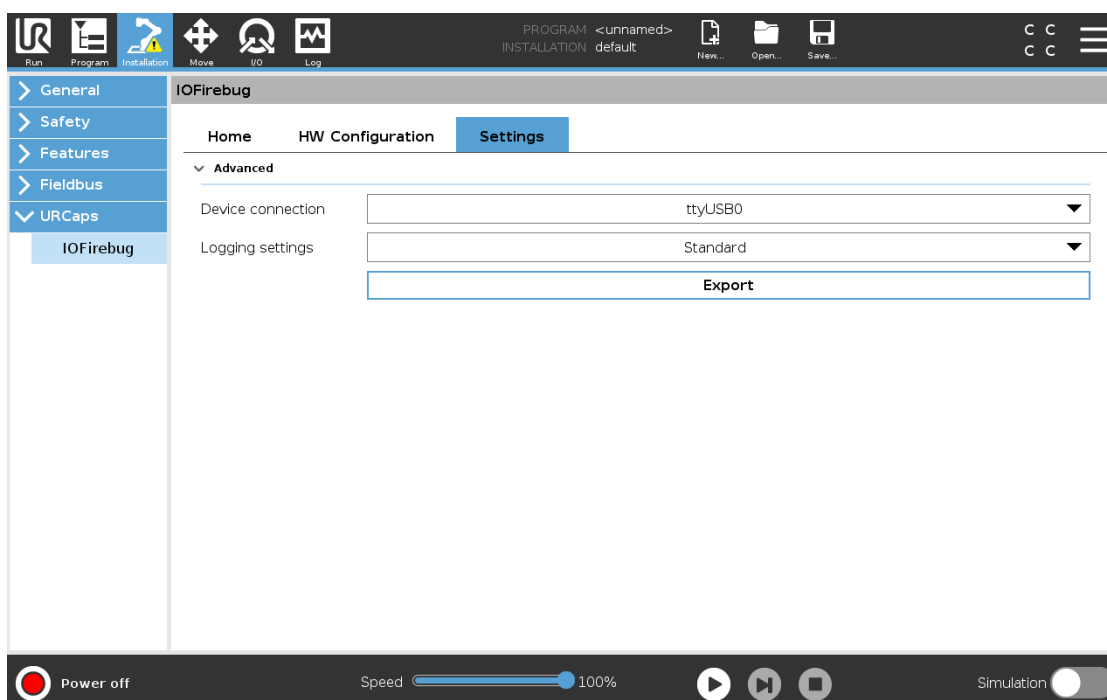 UR
PROGRAM <unnamed>
INSTALLATION default
C C
C C
Run Program Installation Move I/O Log New... Open... Save...
General
Safety
Features
Fieldbus
URCaps
IOFirebug
IOFirebug
Home HW Configuration Settings
Advanced
Device connection ttyUSB0
Logging settings Standard
Export
Power off Speed 100% Simulation